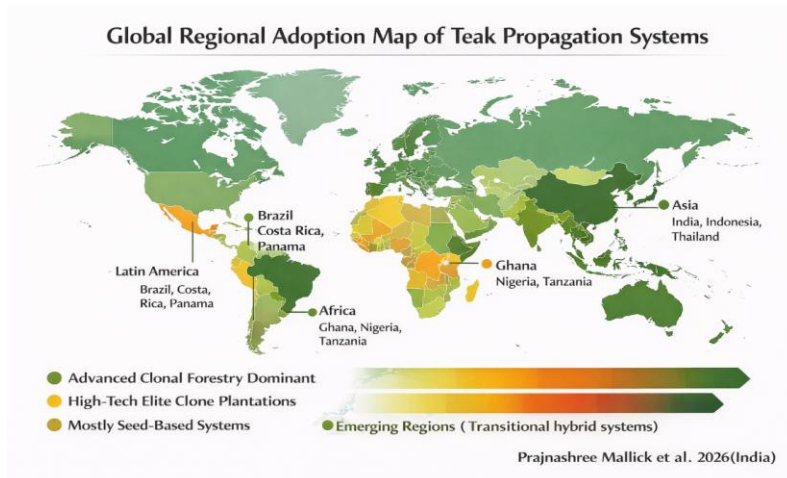 Global Regional Adoption Map of Teak Propagation Systems
Brazil
Costa Rica,
Panama
Asia
India, Indonesia,
Thailand
Latin America
Brazil, Costa,
Rica, Panama
Ghana
Nigeria, Tanzania
Africa
Ghana, Nigeria,
Tanzania
Advanced Clonal Forestry Dominant
High-Tech Elite Clone Plantations
Mostly Seed-Based Systems
Emerging Regions (Transitional hybrid systems)
Prajnashree Mallick et al. 2026(India)